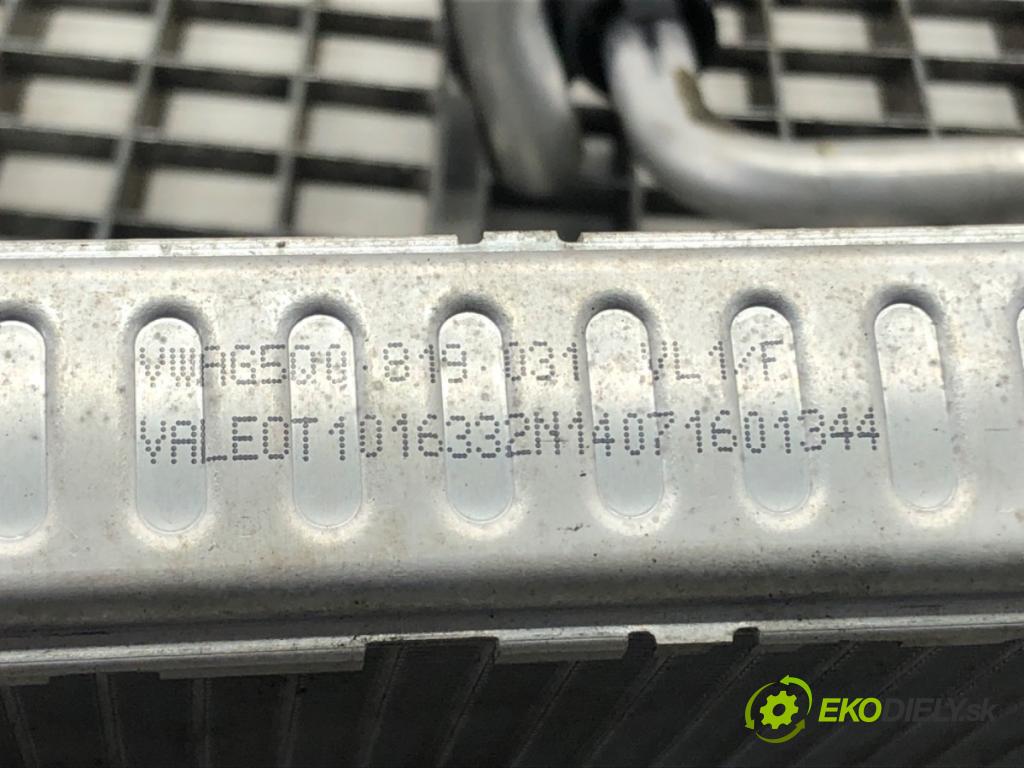 VWAG5Q0 819 031 VL1/F
VALEOT1016332N14071601344
EKODIELY.sk